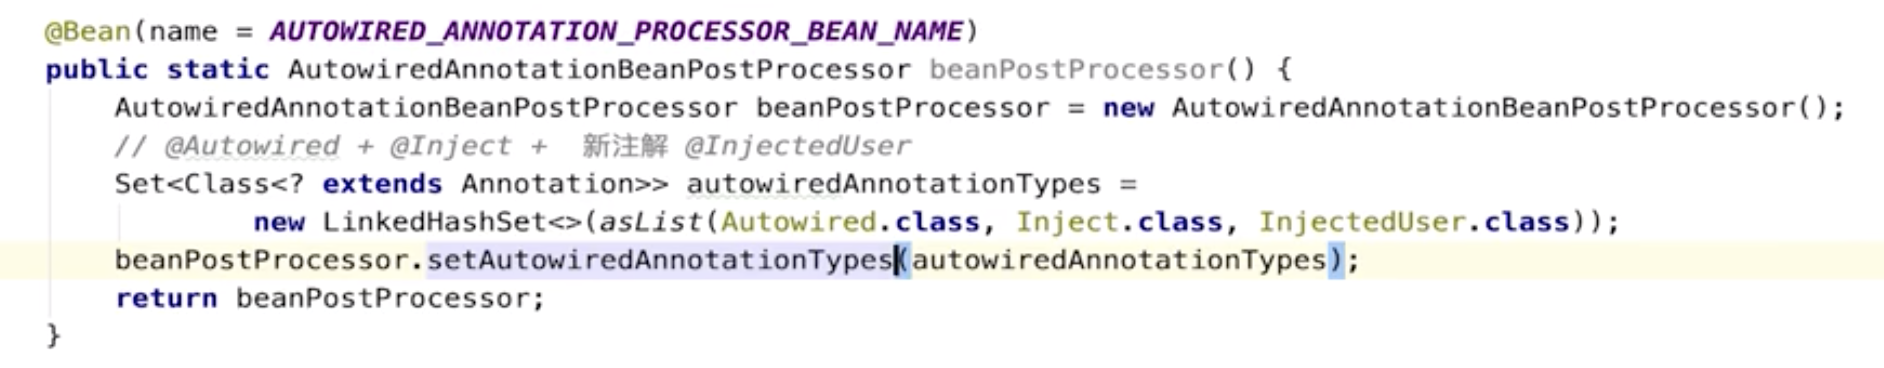 @Bean(name = AUTOWIRED_ANNOTATION_PROCESSOR_BEAN_NAME)
public static AutowiredAnnotationBeanPostProcessor beanPostProcessor() {
    AutowiredAnnotationBeanPostProcessor beanPostProcessor = new AutowiredAnnotationBeanPostProcessor();
    // @Autowired + @Inject +  新注解 @InjectedUser
    Set<Class<? extends Annotation>> autowiredAnnotationTypes =
            new LinkedHashSet<>(asList(Autowired.class, Inject.class, InjectedUser.class));
    beanPostProcessor.setAutowiredAnnotationTypes(autowiredAnnotationTypes);
    return beanPostProcessor;
}